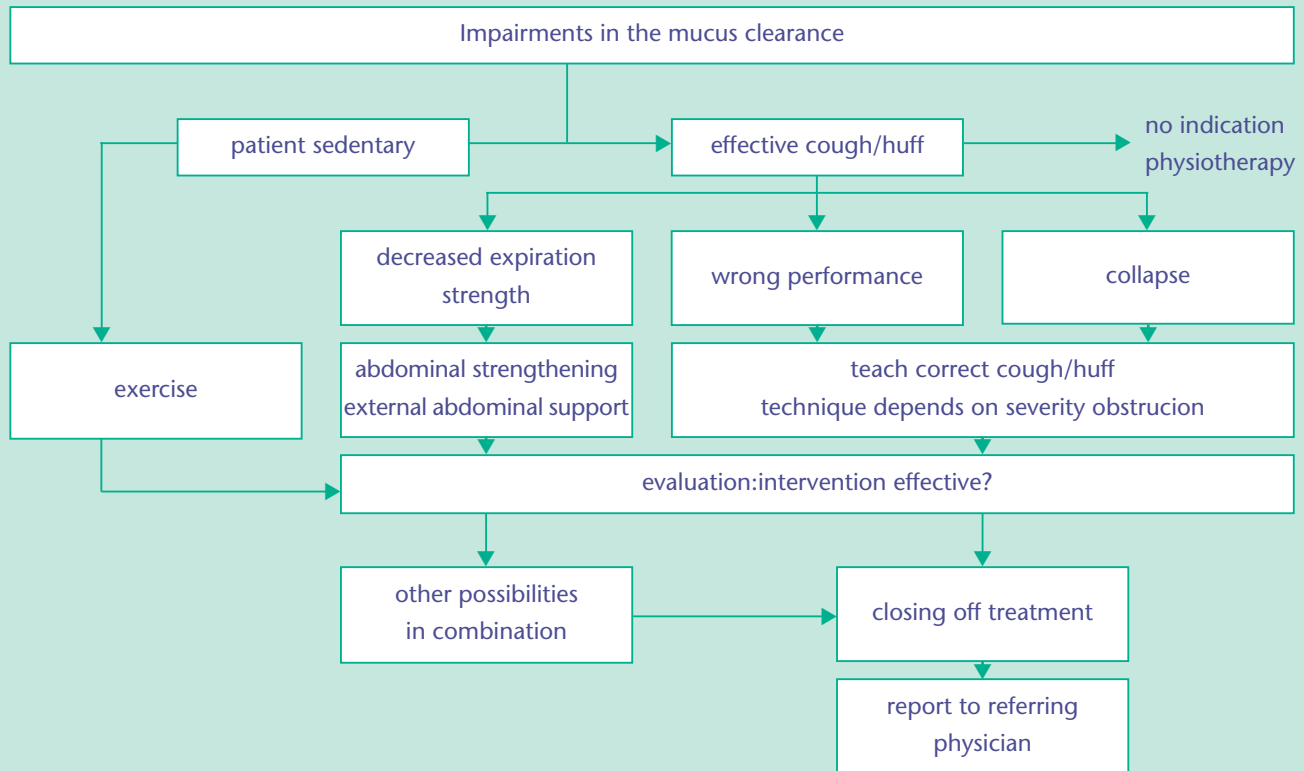 Impairments in the mucus clearance
patient sedentary
effective cough/huff
no indication
physiotherapy
decreased expiration
strength
wrong performance
collapse
exercise
abdominal strengthening
external abdominal support
teach correct cough/huff
technique depends on severity obstrucion
evaluation:intervention effective?
other possibilities
in combination
closing off treatment
report to referring
physician